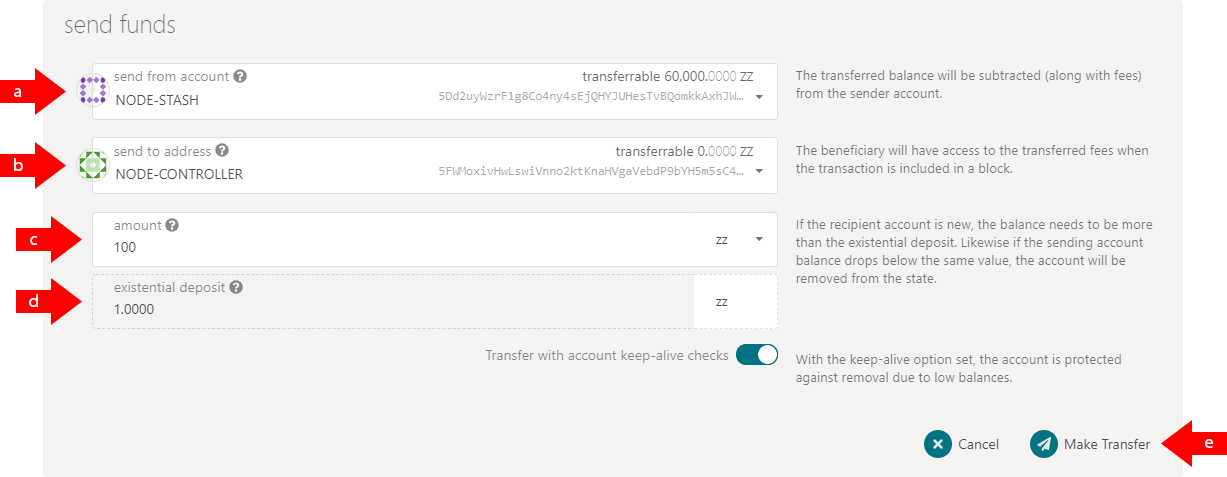 send funds
a
send from account ?
transferrable 60,000.0000 ZZ
NODE-STASH
5Dd2uyWzrF1g8Co4ny4sEjQHYJUHesTvBQomkkAxhJW…
The transferred balance will be subtracted (along with fees)
from the sender account.
b
send to address ?
transferrable 0.0000 ZZ
NODE-CONTROLLER
5FWMoxivHwLswiVnno2ktKnaHVgaVebdP9bYH5m5sC4…
The beneficiary will have access to the transferred fees when
the transaction is included in a block.
c
amount ?
100
ZZ
If the recipient account is new, the balance needs to be more
than the existential deposit. Likewise if the sending account
balance drops below the same value, the account will be
removed from the state.
d
existential deposit ?
1.0000
ZZ
Transfer with account keep-alive checks
With the keep-alive option set, the account is protected
against removal due to low balances.
Cancel
Make Transfer
e